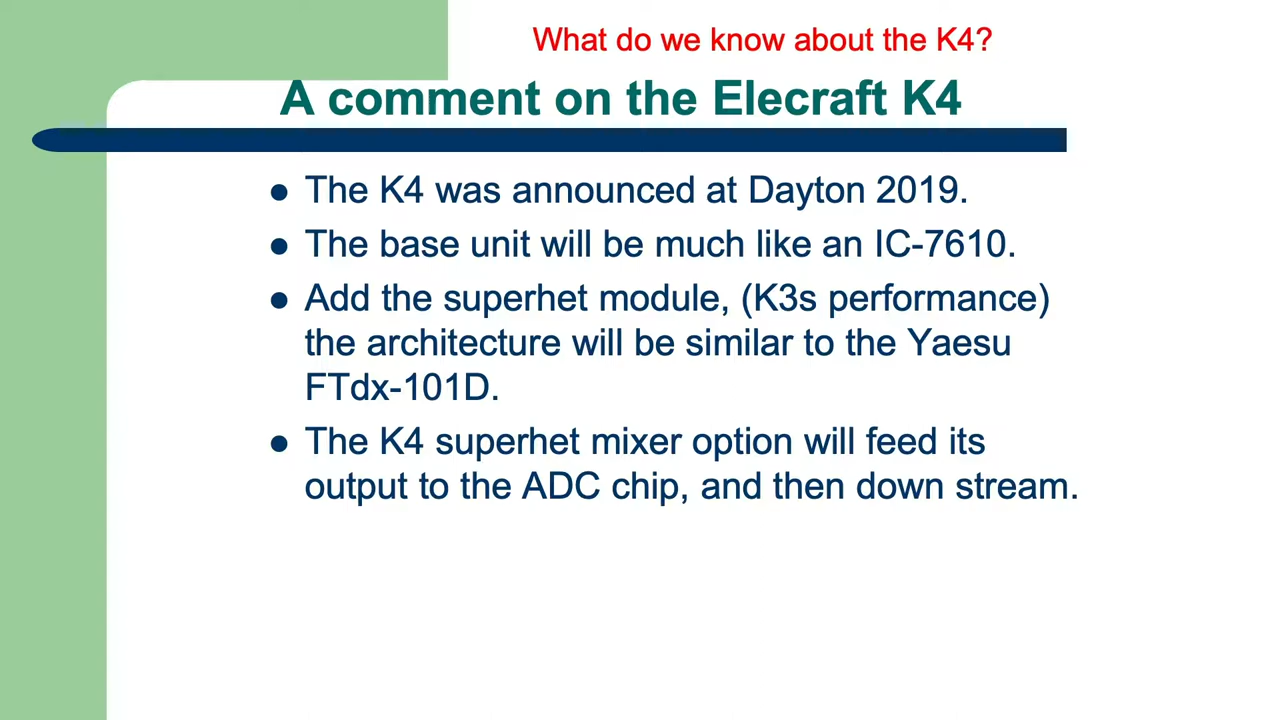 What do we know about the K4?
A comment on the Elecraft K4
● The K4 was announced at Dayton 2019.
● The base unit will be much like an IC-7610.
● Add the superhet module, (K3s performance)
the architecture will be similar to the Yaesu
FTdx-101D.
● The K4 superhet mixer option will feed its
output to the ADC chip, and then down stream.